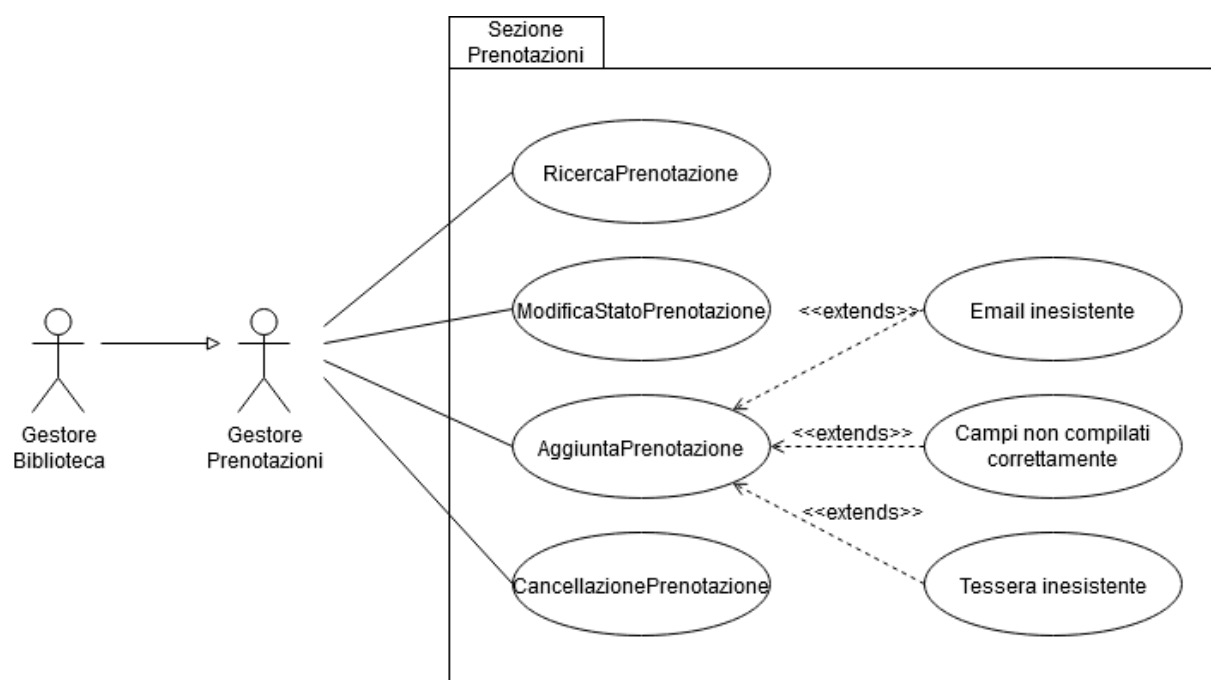 Sezione
Prenotazioni
RicercaPrenotazione
ModificaStatoPrenotazione
<<extends>>
Email inesistente
Gestore
Biblioteca
Gestore
Prenotazioni
AggiuntaPrenotazione
<<extends>>
Campi non compilati
correttamente
<<extends>>
CancellazionePrenotazione
Tessera inesistente